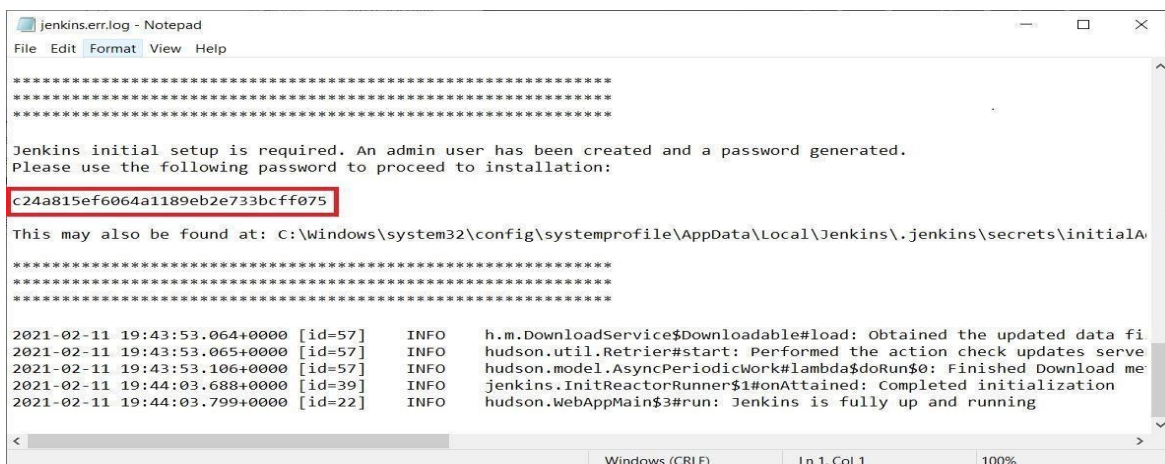 jenkins.err.log - Notepad
File Edit Format View Help
**************************************************************
**************************************************************
**************************************************************
Jenkins initial setup is required. An admin user has been created and a password generated.
Please use the following password to proceed to installation:
c24a815ef6064a1189eb2e733bcff075
This may also be found at: C:\Windows\system32\config\systemprofile\AppData\Local\Jenkins\.jenkins\secrets\initialA
**************************************************************
**************************************************************
**************************************************************
2021-02-11 19:43:53.064+0000 [id=57] INFO h.m.DownloadService$Downloadable#load: Obtained the updated data fi
2021-02-11 19:43:53.065+0000 [id=57] INFO hudson.util.Retrier#start: Performed the action check updates serve
2021-02-11 19:43:53.106+0000 [id=57] INFO hudson.model.AsyncPeriodicWork#lambda$doRun$0: Finished Download me
2021-02-11 19:44:03.688+0000 [id=39] INFO jenkins.InitReactorRunner$1#onAttained: Completed initialization
2021-02-11 19:44:03.799+0000 [id=22] INFO hudson.WebAppMain$3#run: Jenkins is fully up and running
Windows (CRLF) Ln 1, Col 1 100%